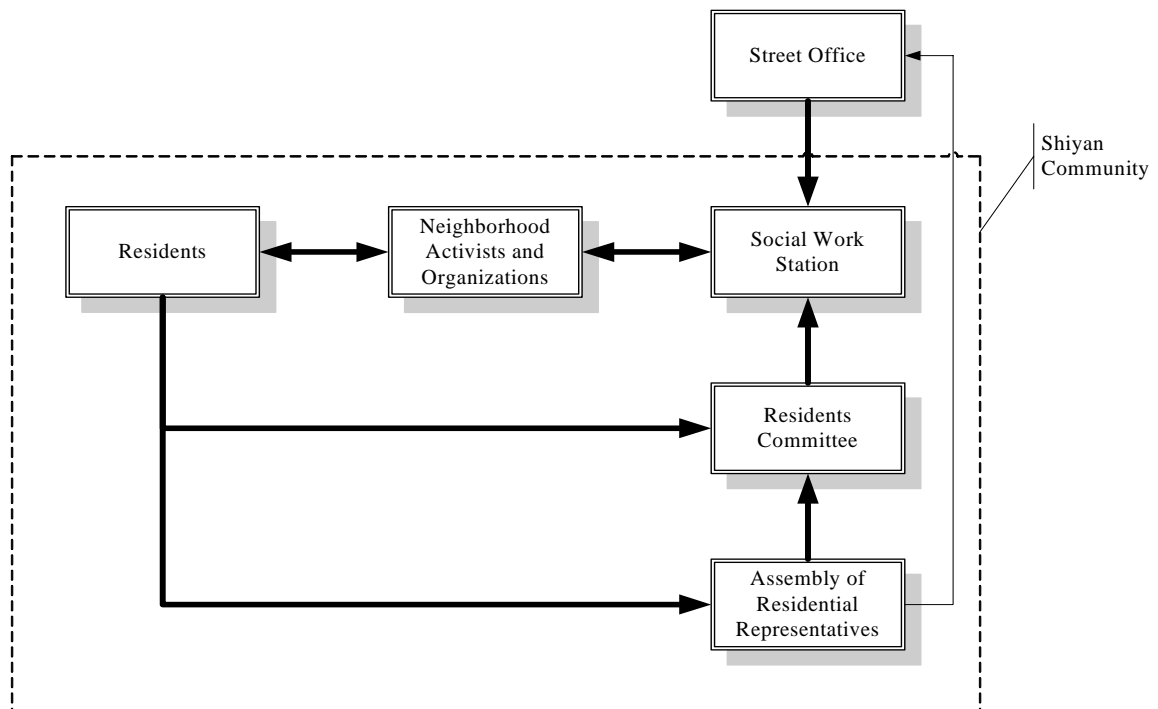 Street Office
Shiyan
Community
Residents
Neighborhood
Activists and
Organizations
Social Work
Station
Residents
Committee
Assembly of
Residential
Representatives